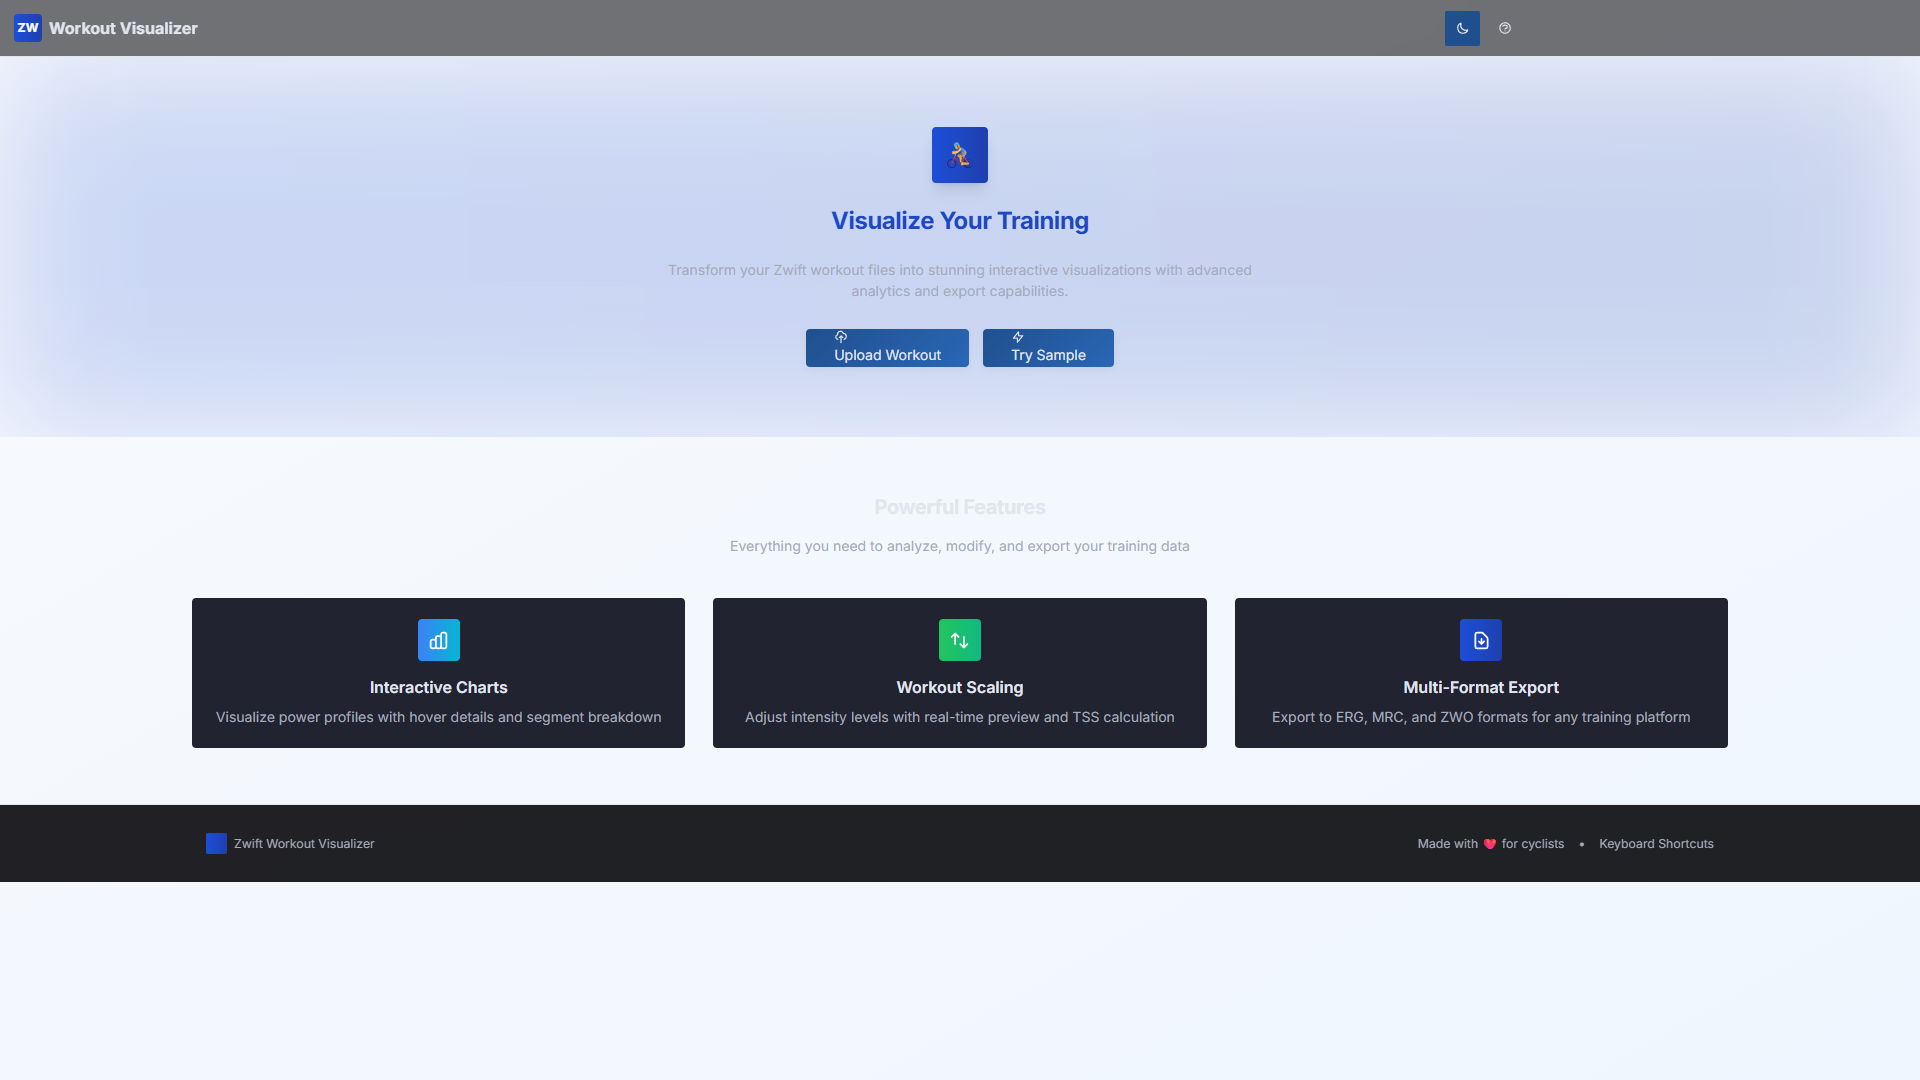 ZW Workout Visualizer
Visualize Your Training
Transform your Zwift workout files into stunning interactive visualizations with advanced
analytics and export capabilities.
Upload Workout
Try Sample
Powerful Features
Everything you need to analyze, modify, and export your training data
Interactive Charts
Visualize power profiles with hover details and segment breakdown
Workout Scaling
Adjust intensity levels with real-time preview and TSS calculation
Multi-Format Export
Export to ERG, MRC, and ZWO formats for any training platform
Zwift Workout Visualizer
Made with ❤️ for cyclists • Keyboard Shortcuts